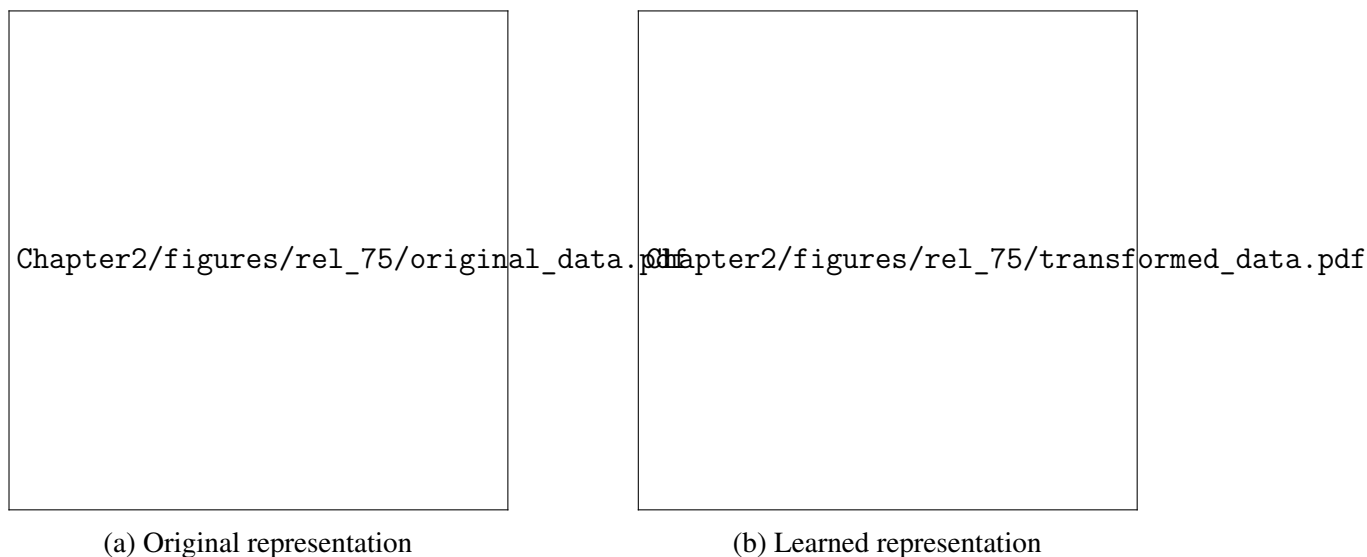 Chapter2/figures/rel_75/original_data.pdf
Chapter2/figures/rel_75/transformed_data.pdf
(a) Original representation
(b) Learned representation